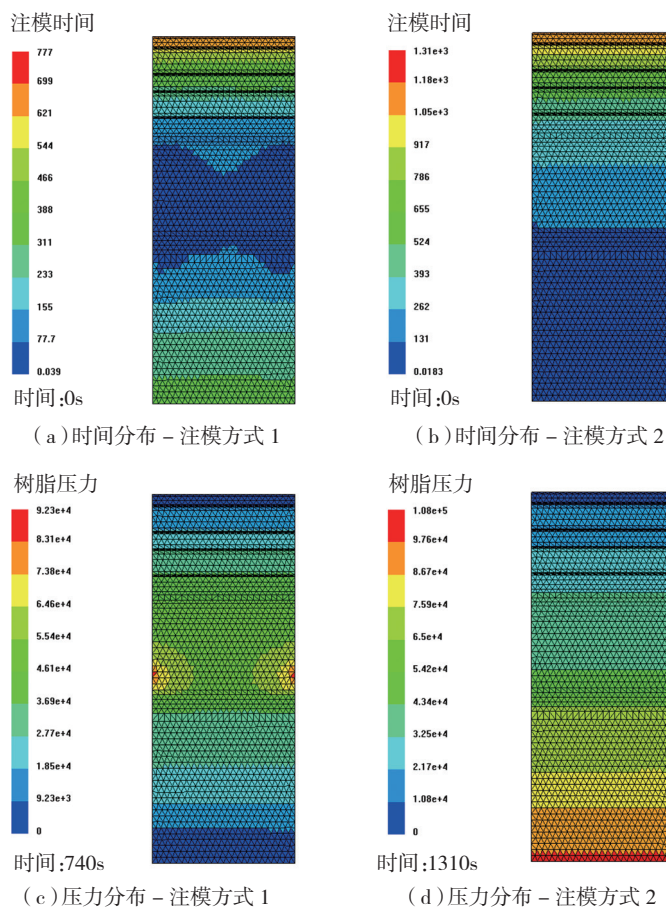 注模时间
777
699
621
544
466
388
311
233
155
77.7
0.039
时间:0s
(a)时间分布－注模方式 1
注模时间
1.31e+3
1.18e+3
1.05e+3
917
786
655
524
393
262
131
0.0183
时间:0s
(b)时间分布－注模方式 2
树脂压力
9.23e+4
8.31e+4
7.38e+4
6.46e+4
5.54e+4
4.61e+4
3.69e+4
2.77e+4
1.85e+4
9.23e+3
0
时间:740s
(c)压力分布－注模方式 1
树脂压力
1.08e+5
9.76e+4
8.67e+4
7.59e+4
6.5e+4
5.42e+4
4.34e+4
3.25e+4
2.17e+4
1.08e+4
0
时间:1310s
(d)压力分布－注模方式 2